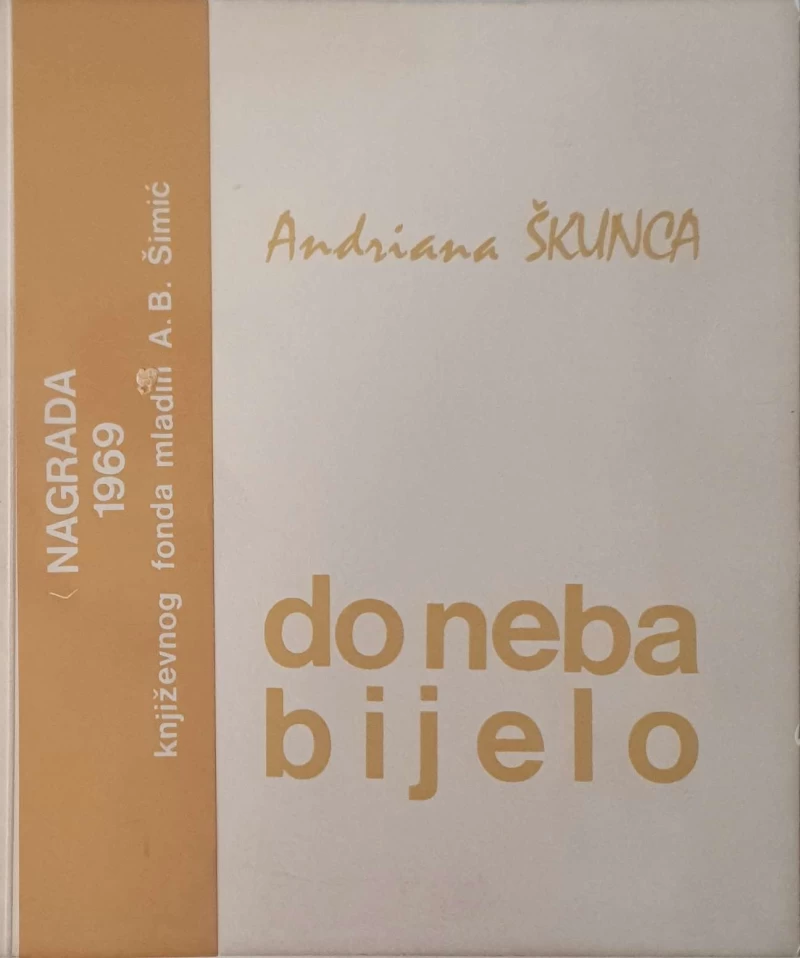 NAGRADA
1969
književnog fonda mladih A. B. Šimić
Andriana ŠKUNCA
do neba
bijelo